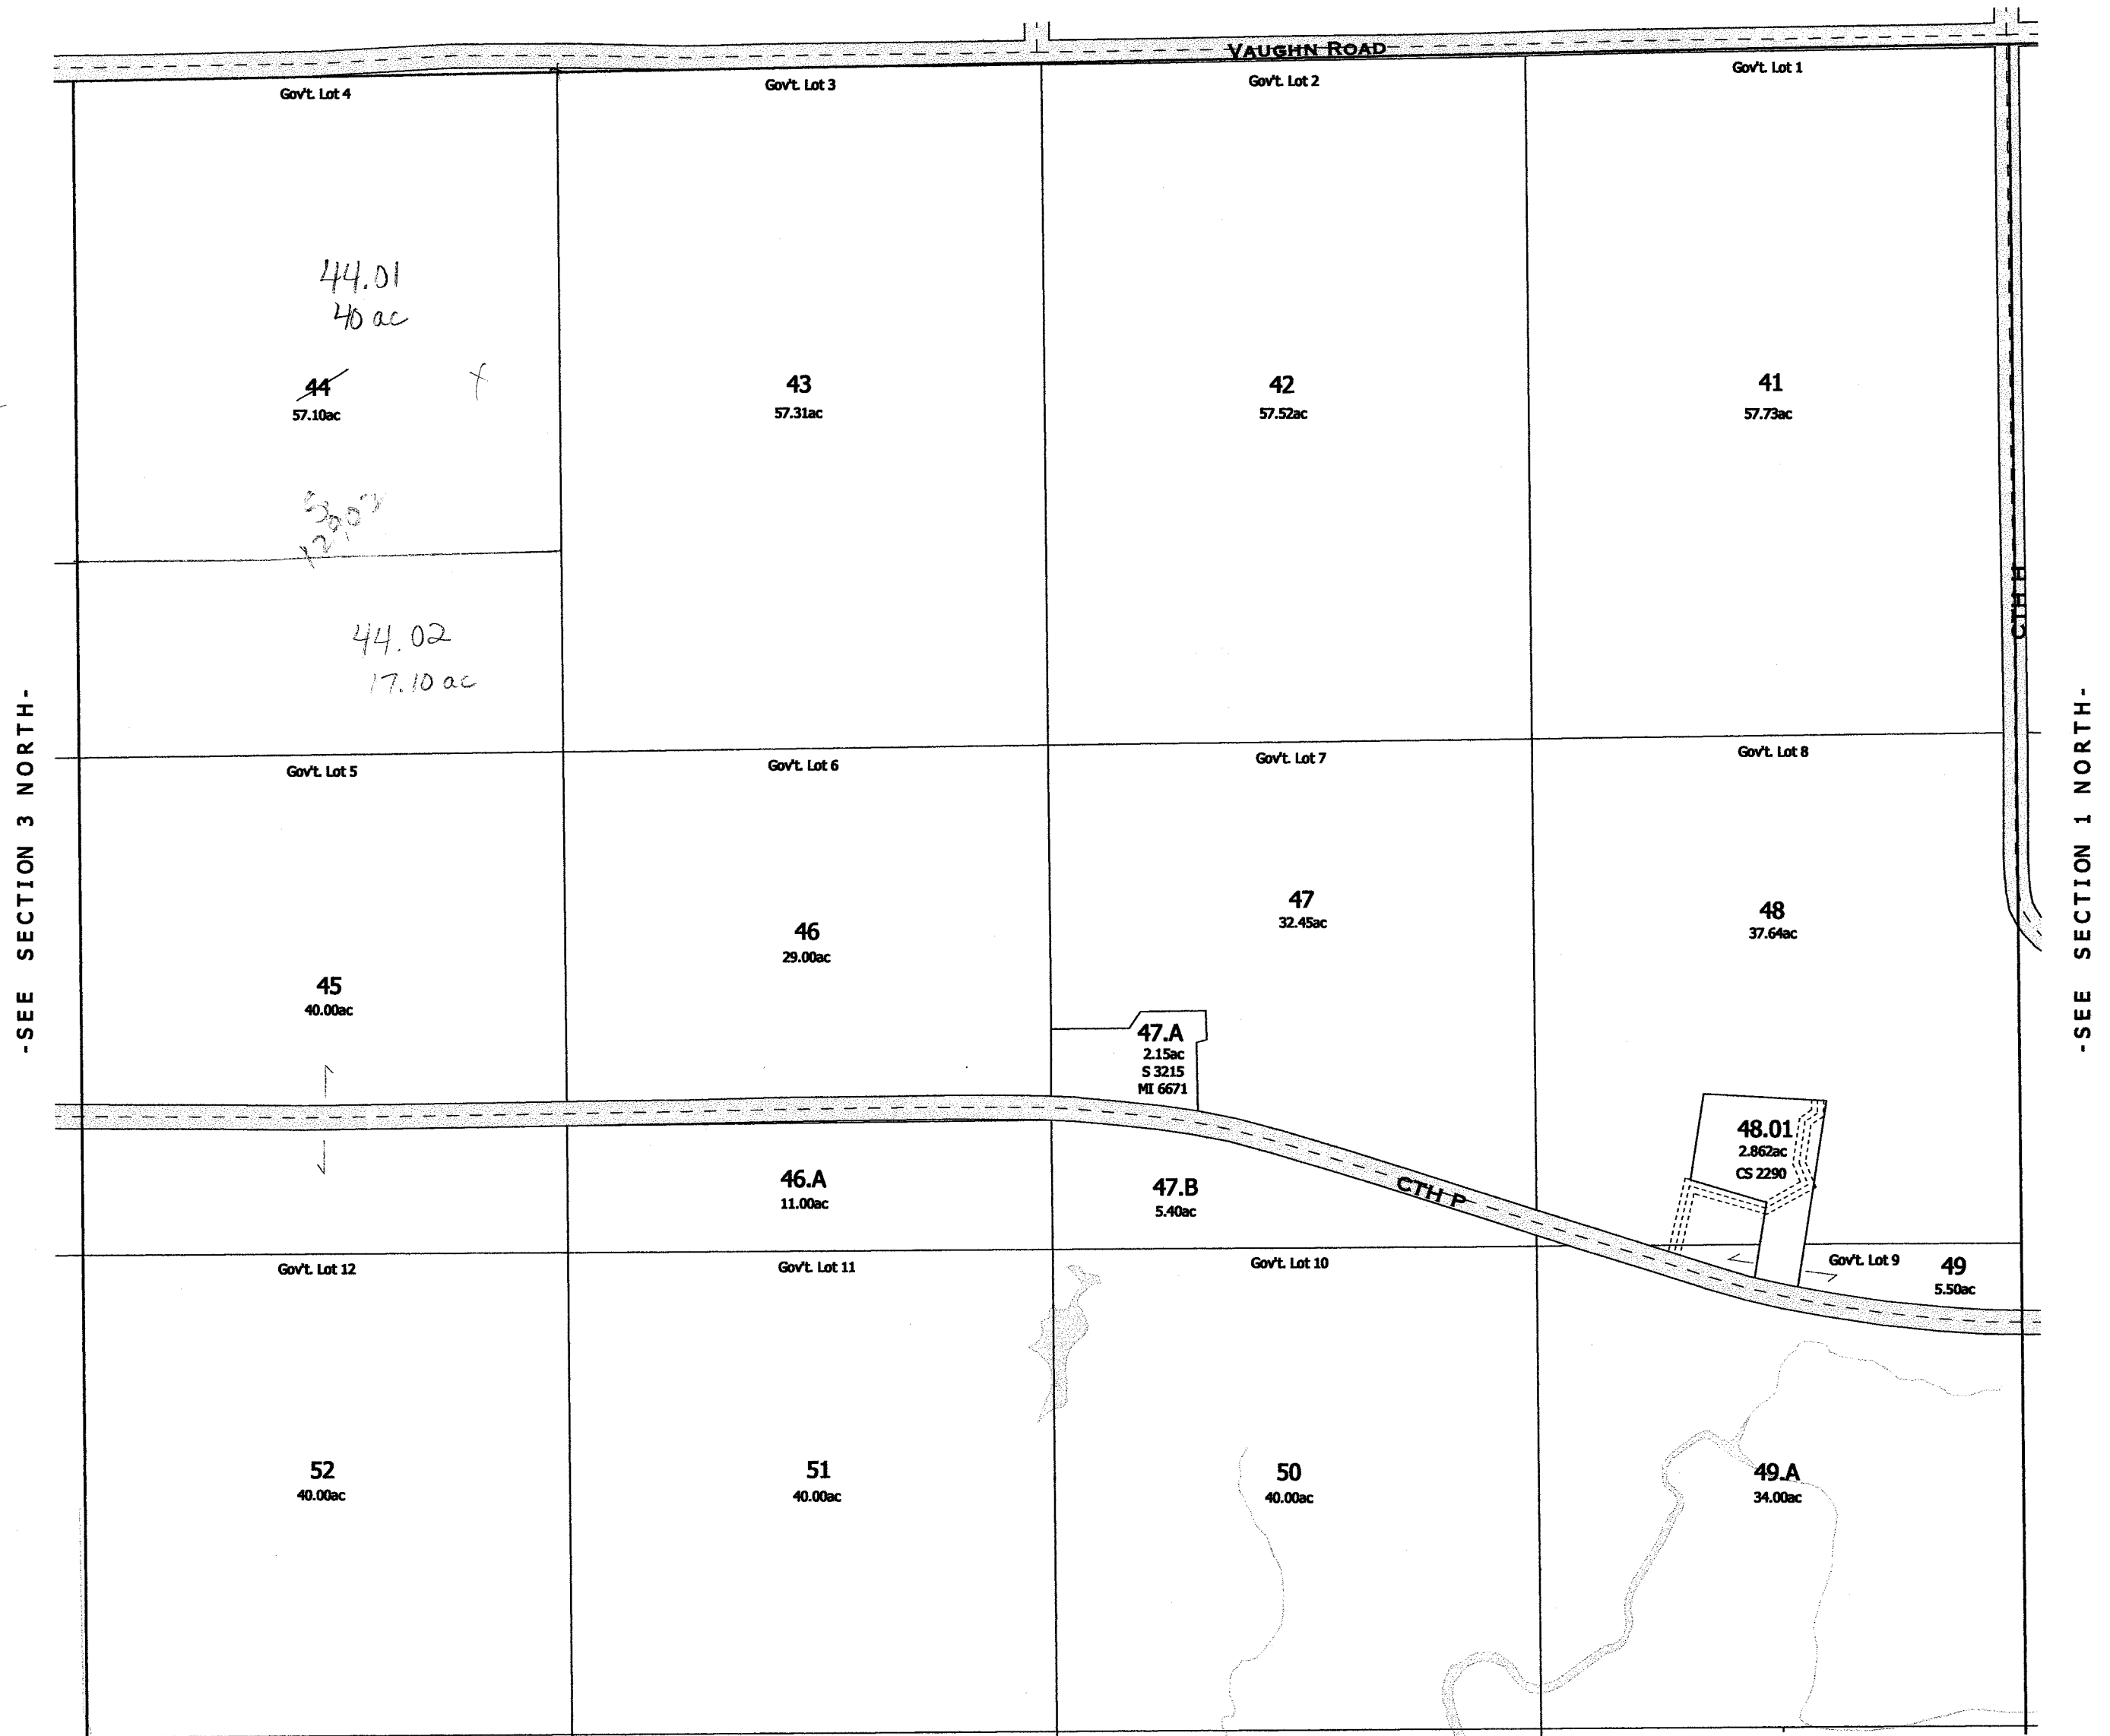 VAUGHN ROAD
Gov't. Lot 4
Gov't. Lot 3
Gov't. Lot 2
Gov't. Lot 1
44.01
40 ac
44
57.10ac
43
57.31ac
42
57.52ac
41
57.73ac
44.02
17.10 ac
CTH H
-SEE SECTION 3 NORTH-
-SEE SECTION 1 NORTH-
Gov't. Lot 5
Gov't. Lot 6
Gov't. Lot 7
Gov't. Lot 8
45
40.00ac
46
29.00ac
47
32.45ac
48
37.64ac
47.A
2.15ac
S 3215
MI 6671
48.01
2.862ac
CS 2290
46.A
11.00ac
47.B
5.40ac
CTH P
Gov't. Lot 12
Gov't. Lot 11
Gov't. Lot 10
Gov't. Lot 9
49
5.50ac
52
40.00ac
51
40.00ac
50
40.00ac
49.A
34.00ac